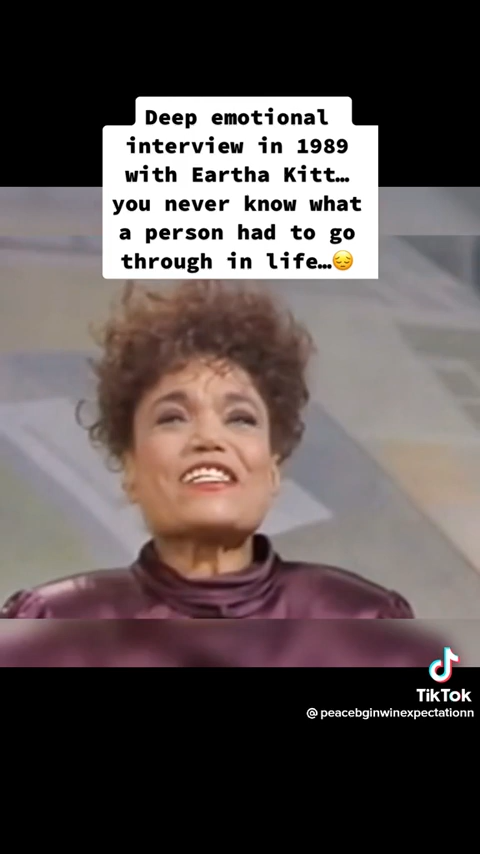 Deep emotional
interview in 1989
with Eartha Kitt…
you never know what
a person had to go
through in life…😔
TikTok
@ peacebginwinexpectationn